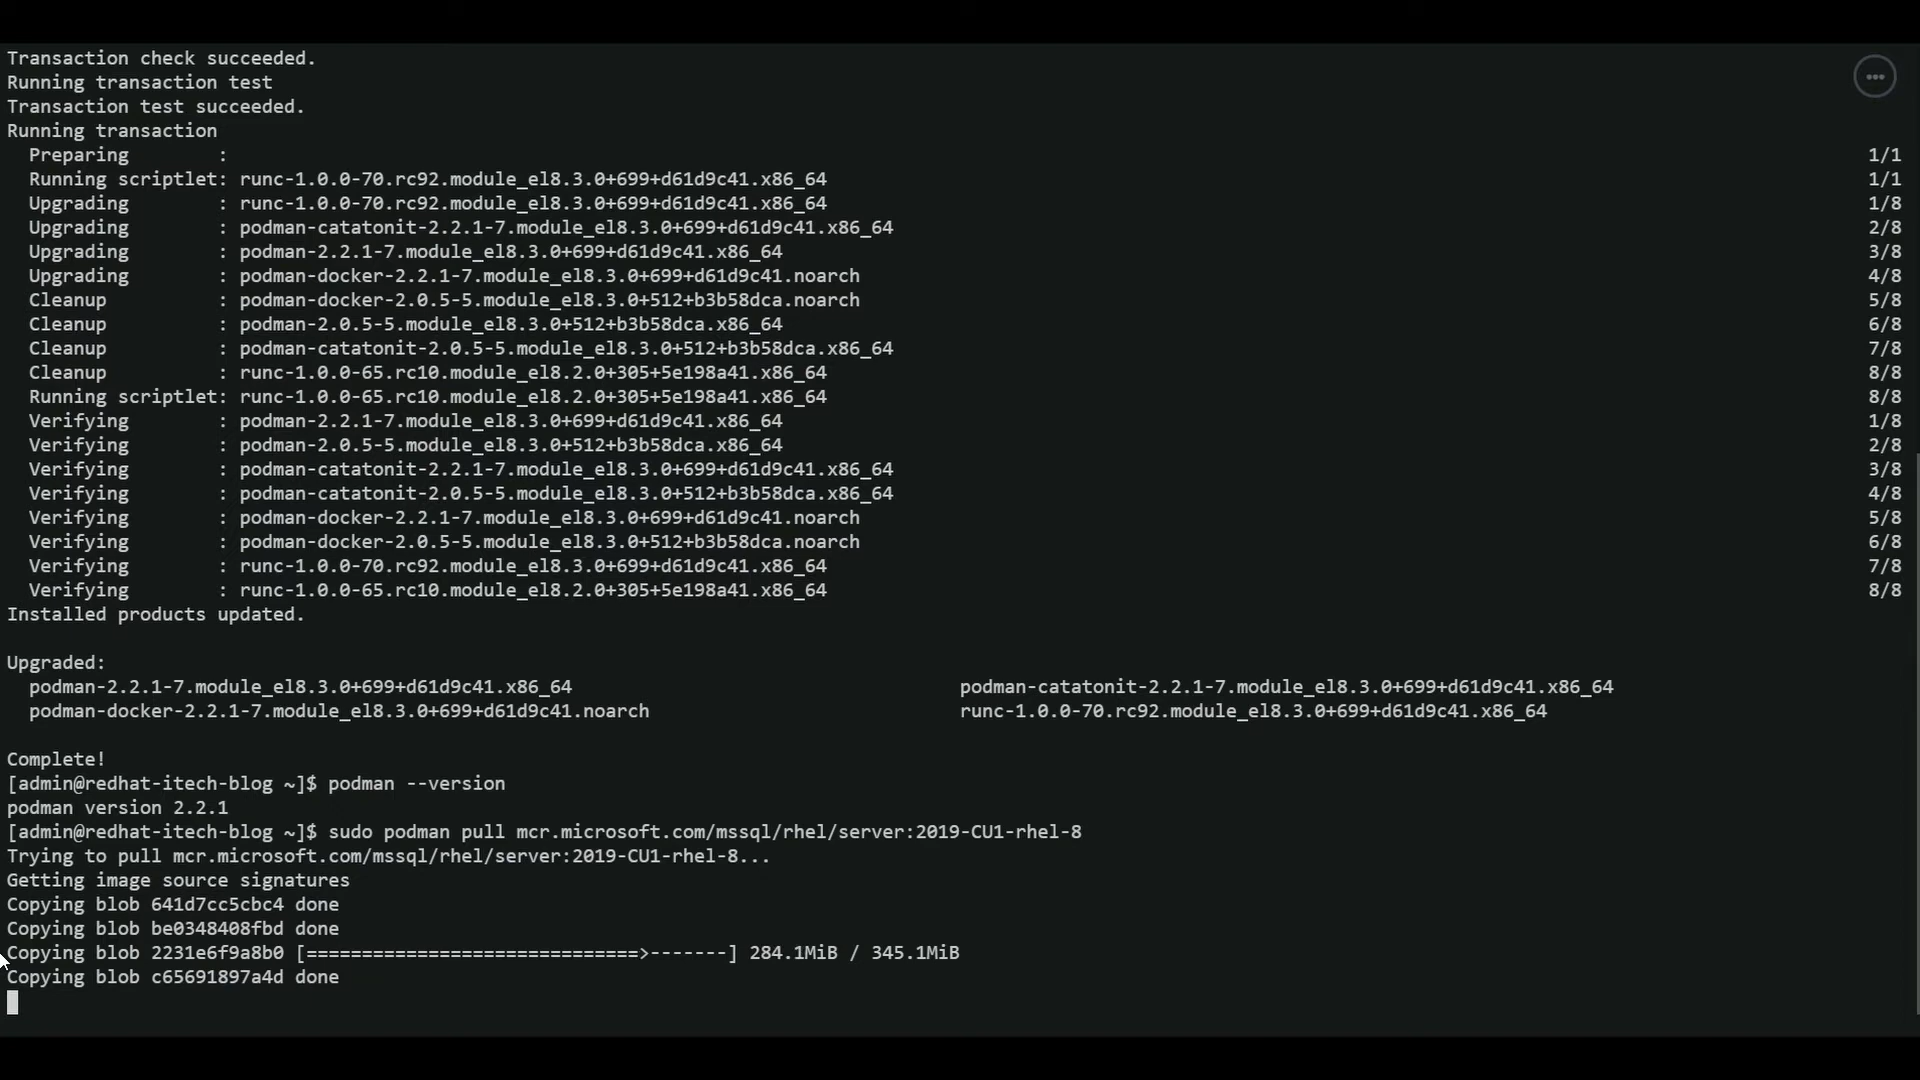 Transaction check succeeded.
Running transaction test
Transaction test succeeded.
Running transaction
  Preparing        :                                                        1/1
  Running scriptlet: runc-1.0.0-70.rc92.module_el8.3.0+699+d61d9c41.x86_64 1/1
  Upgrading        : runc-1.0.0-70.rc92.module_el8.3.0+699+d61d9c41.x86_64 1/8
  Upgrading        : podman-catatonit-2.2.1-7.module_el8.3.0+699+d61d9c41.x86_64 2/8
  Upgrading        : podman-2.2.1-7.module_el8.3.0+699+d61d9c41.x86_64 3/8
  Upgrading        : podman-docker-2.2.1-7.module_el8.3.0+699+d61d9c41.noarch 4/8
  Cleanup          : podman-docker-2.0.5-5.module_el8.3.0+512+b3b58dca.noarch 5/8
  Cleanup          : podman-2.0.5-5.module_el8.3.0+512+b3b58dca.x86_64 6/8
  Cleanup          : podman-catatonit-2.0.5-5.module_el8.3.0+512+b3b58dca.x86_64 7/8
  Cleanup          : runc-1.0.0-65.rc10.module_el8.2.0+305+5e198a41.x86_64 8/8
  Running scriptlet: runc-1.0.0-65.rc10.module_el8.2.0+305+5e198a41.x86_64 8/8
  Verifying        : podman-2.2.1-7.module_el8.3.0+699+d61d9c41.x86_64 1/8
  Verifying        : podman-2.0.5-5.module_el8.3.0+512+b3b58dca.x86_64 2/8
  Verifying        : podman-catatonit-2.2.1-7.module_el8.3.0+699+d61d9c41.x86_64 3/8
  Verifying        : podman-catatonit-2.0.5-5.module_el8.3.0+512+b3b58dca.x86_64 4/8
  Verifying        : podman-docker-2.2.1-7.module_el8.3.0+699+d61d9c41.noarch 5/8
  Verifying        : podman-docker-2.0.5-5.module_el8.3.0+512+b3b58dca.noarch 6/8
  Verifying        : runc-1.0.0-70.rc92.module_el8.3.0+699+d61d9c41.x86_64 7/8
  Verifying        : runc-1.0.0-65.rc10.module_el8.2.0+305+5e198a41.x86_64 8/8
Installed products updated.

Upgraded:
  podman-2.2.1-7.module_el8.3.0+699+d61d9c41.x86_64 podman-catatonit-2.2.1-7.module_el8.3.0+699+d61d9c41.x86_64
  podman-docker-2.2.1-7.module_el8.3.0+699+d61d9c41.noarch runc-1.0.0-70.rc92.module_el8.3.0+699+d61d9c41.x86_64

Complete!
[admin@redhat-itech-blog ~]$ podman --version
podman version 2.2.1
[admin@redhat-itech-blog ~]$ sudo podman pull mcr.microsoft.com/mssql/rhel/server:2019-CU1-rhel-8
Trying to pull mcr.microsoft.com/mssql/rhel/server:2019-CU1-rhel-8...
Getting image source signatures
Copying blob 641d7cc5cbc4 done
Copying blob be0348408fbd done
Copying blob 2231e6f9a8b0 [==============================>-------] 284.1MiB / 345.1MiB
Copying blob c65691897a4d done